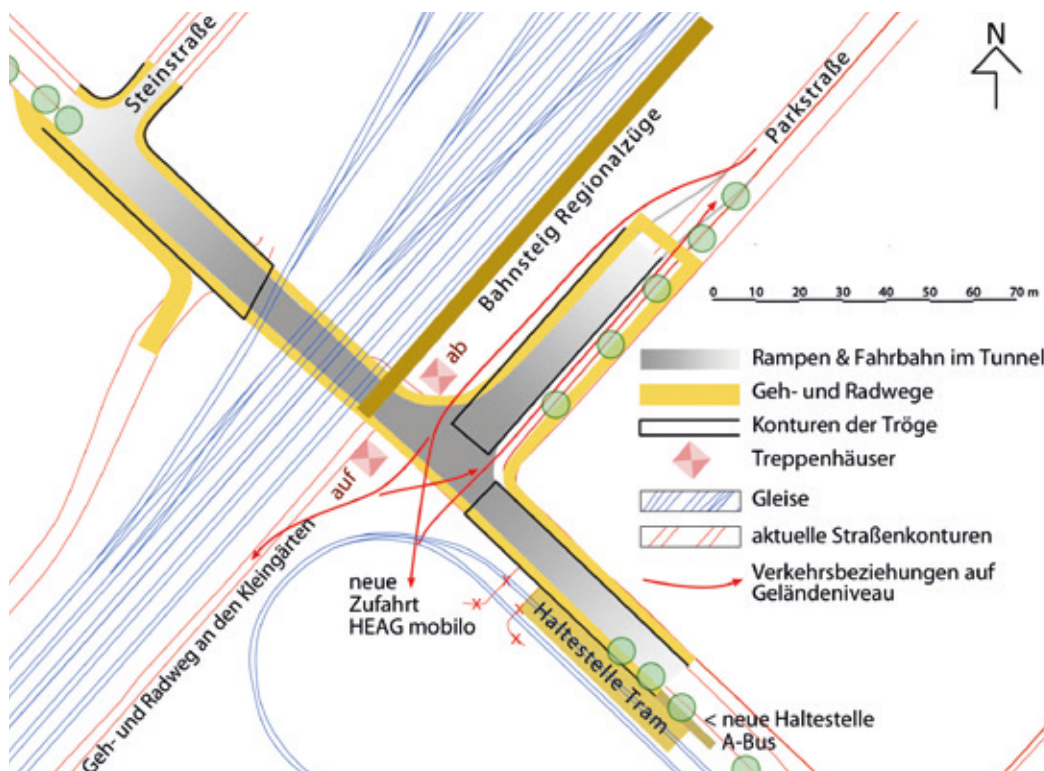 Steinstraße
N
Parkstraße
Bahnsteig Regionalzüge
0 10 20 30 40 50 60 70 m
Rampen & Fahrbahn im Tunnel
Geh- und Radwege
Konturen der Tröge
Treppenhäuser
Gleise
aktuelle Straßenkonturen
Verkehrsbeziehungen auf
Geländeniveau
ab
auf
Geh- und Radweg an den Kleingärten
neue
Zufahrt
HEAG mobilo
Haltestelle Tram
< neue Haltestelle
A-Bus